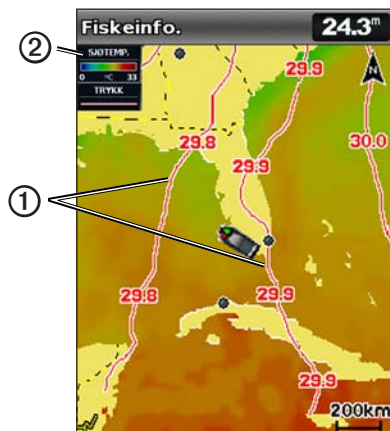 Fiskeinfo. 24.3m
② SJØTEMP.
0 °C 33
TRYKK
29.9
N
29.8
30.0
29.9
①
29.8
29.9
29.9
200km